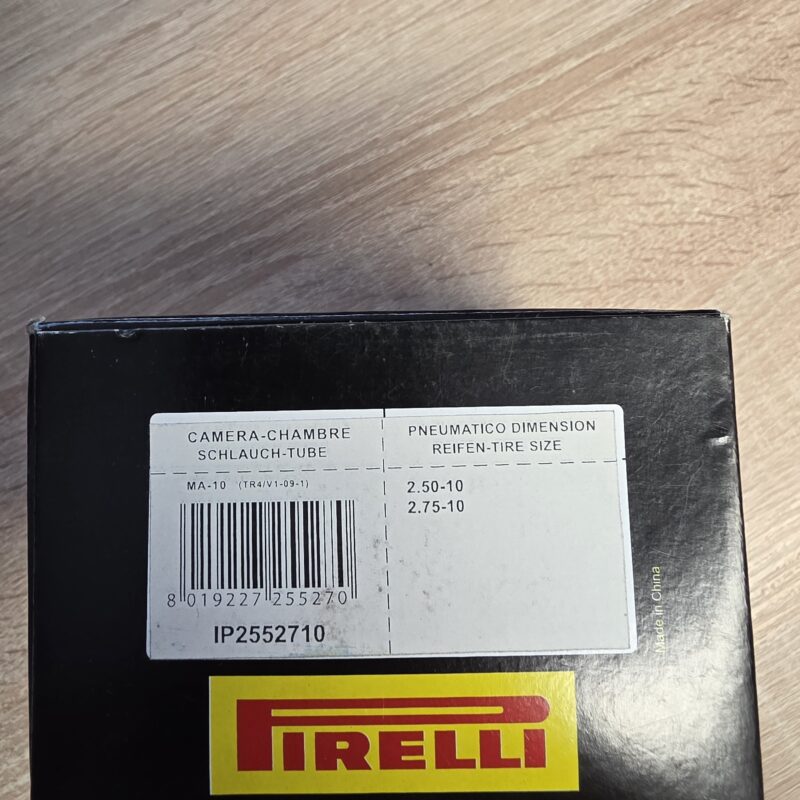 CAMERA-CHAMBRE
SCHLAUCH-TUBE
PNEUMATICO DIMENSION
REIFEN-TIRE SIZE
MA-10 (TR4/V1-09-1)
2.50-10
2.75-10
8 019227 255270
IP2552710
Made in China
PIRELLI